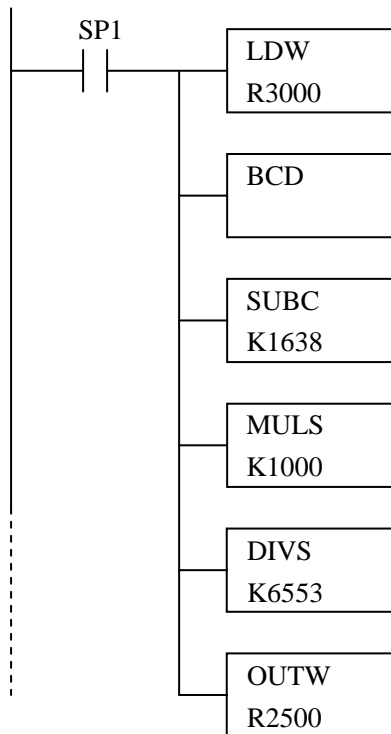 SP1
LDW
R3000
BCD
SUBC
K1638
MULS
K1000
DIVS
K6553
OUTW
R2500